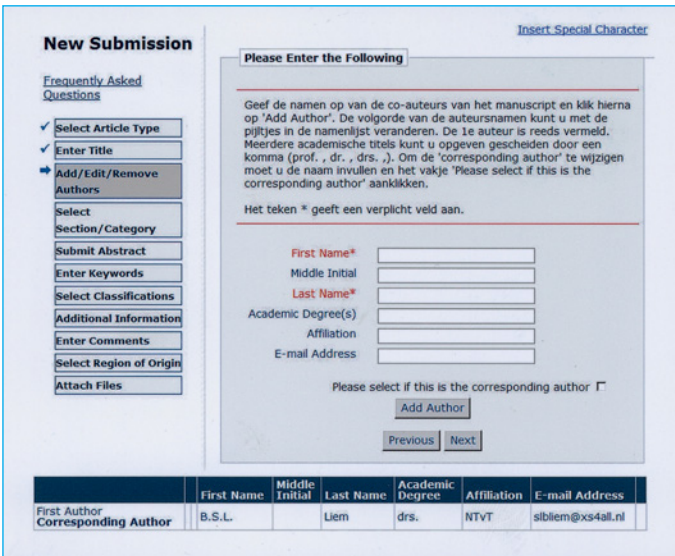 Insert Special Character
New Submission
Frequently Asked
Questions
Select Article Type
Enter Title
Add/Edit/Remove
Authors
Select
Section/Category
Submit Abstract
Enter Keywords
Select Classifications
Additional Information
Enter Comments
Select Region of Origin
Attach Files
Please Enter the Following
Geef de namen op van de co-auteurs van het manuscript en klik hierna
op 'Add Author'. De volgorde van de auteursnamen kunt u met de
pijltjes in de namenlijst veranderen. De 1e auteur is reeds vermeld.
Meerdere academische titels kunt u opgeven gescheiden door een
komma (prof. , dr. , drs. ,). Om de 'corresponding author' te wijzigen
moet u de naam invullen en het vakje 'Please select if this is the
corresponding author' aanklikken.
Het teken * geeft een verplicht veld aan.
First Name*
Middle Initial
Last Name*
Academic Degree(s)
Affiliation
E-mail Address
Please select if this is the corresponding author
Add Author
Previous Next
First Name Middle Initial Last Name Academic Degree Affiliation E-mail Address
First Author
Corresponding Author B.S.L. Liem drs. NTvT slbliem@xs4all.nl